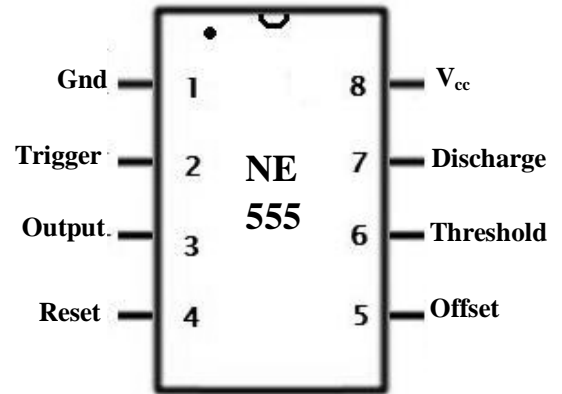 Gnd 1 8 Vcc
Trigger 2 NE 7 Discharge
Output 3 555 6 Threshold
Reset 4 5 Offset